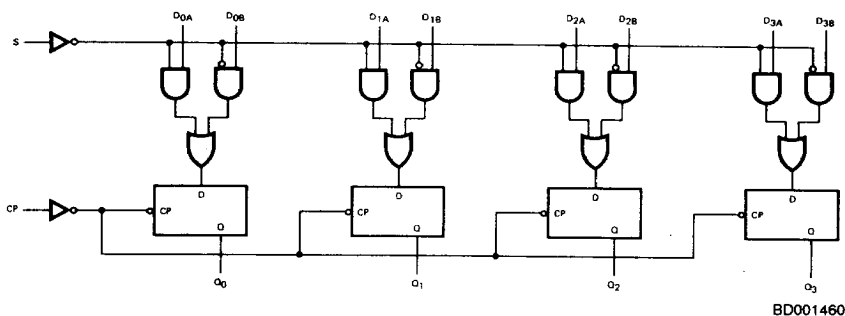 D0A D0B D1A D1B D2A D2B D3A D3B
S
D D D D
CP CP CP CP CP
Q Q Q Q
Q0 Q1 Q2 Q3
BD001460